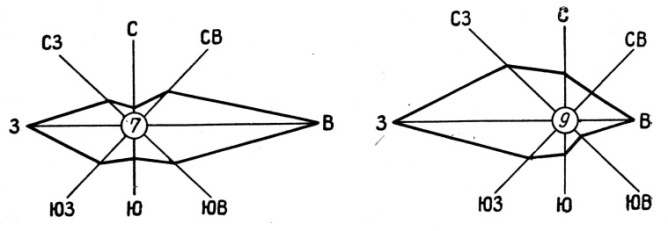 С
СЗ СВ
З 7 В
ЮЗ Ю ЮВ
С
СЗ СВ
З 9 В
ЮЗ Ю ЮВ